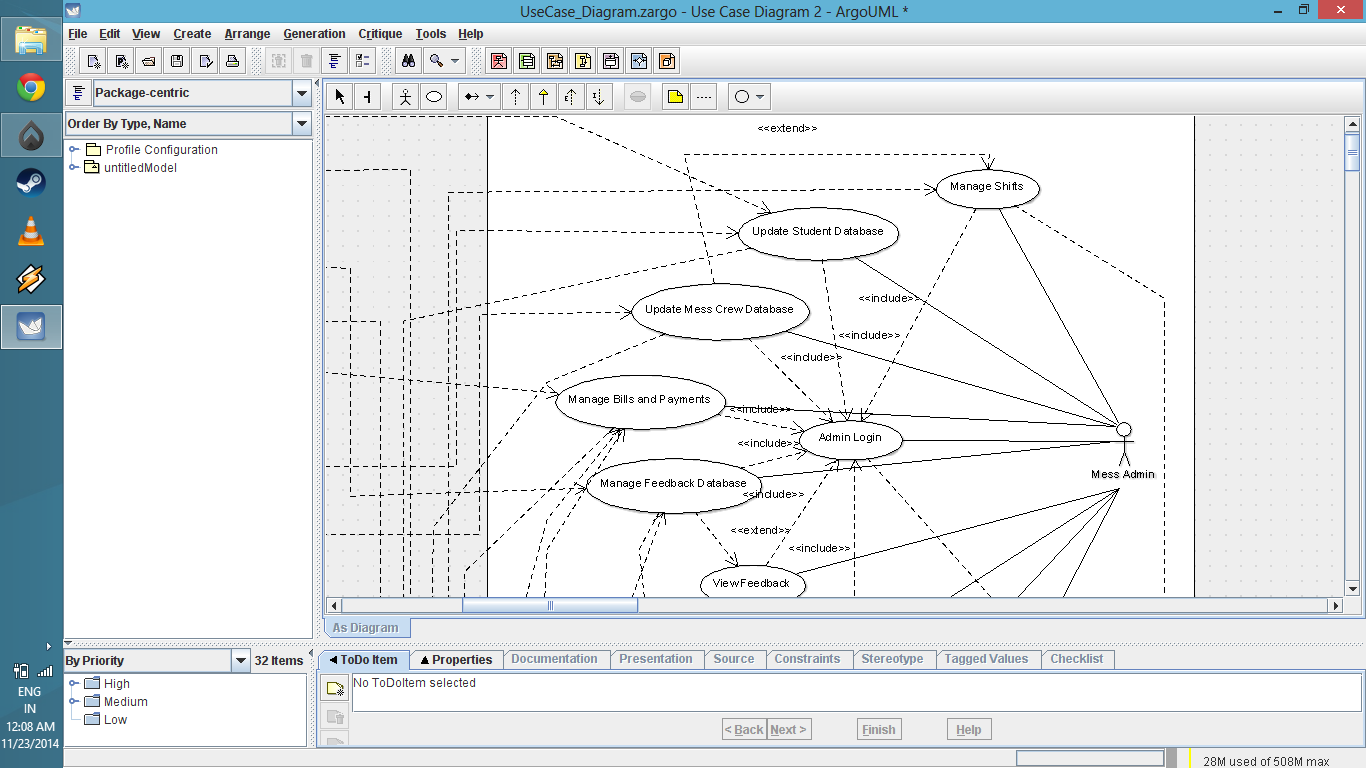 UseCase_Diagram.zargo - Use Case Diagram 2 - ArgoUML *
File Edit View Create Arrange Generation Critique Tools Help
Package-centric
Order By Type, Name
Profile Configuration
untitledModel
<<extend>>
Manage Shifts
Update Student Database
<<include>>
Update Mess Crew Database
<<include>>
<<include>>
Manage Bills and Payments
<<include>>
Admin Login
<<include>>
Mess Admin
Manage Feedback Database
<<include>>
<<extend>>
<<include>>
View Feedback
As Diagram
By Priority 32 Items
High
Medium
Low
ToDo Item Properties Documentation Presentation Source Constraints Stereotype Tagged Values Checklist
No ToDoItem selected
< Back Next > Finish Help
28M used of 508M max
ENG
IN
12:08 AM
11/23/2014